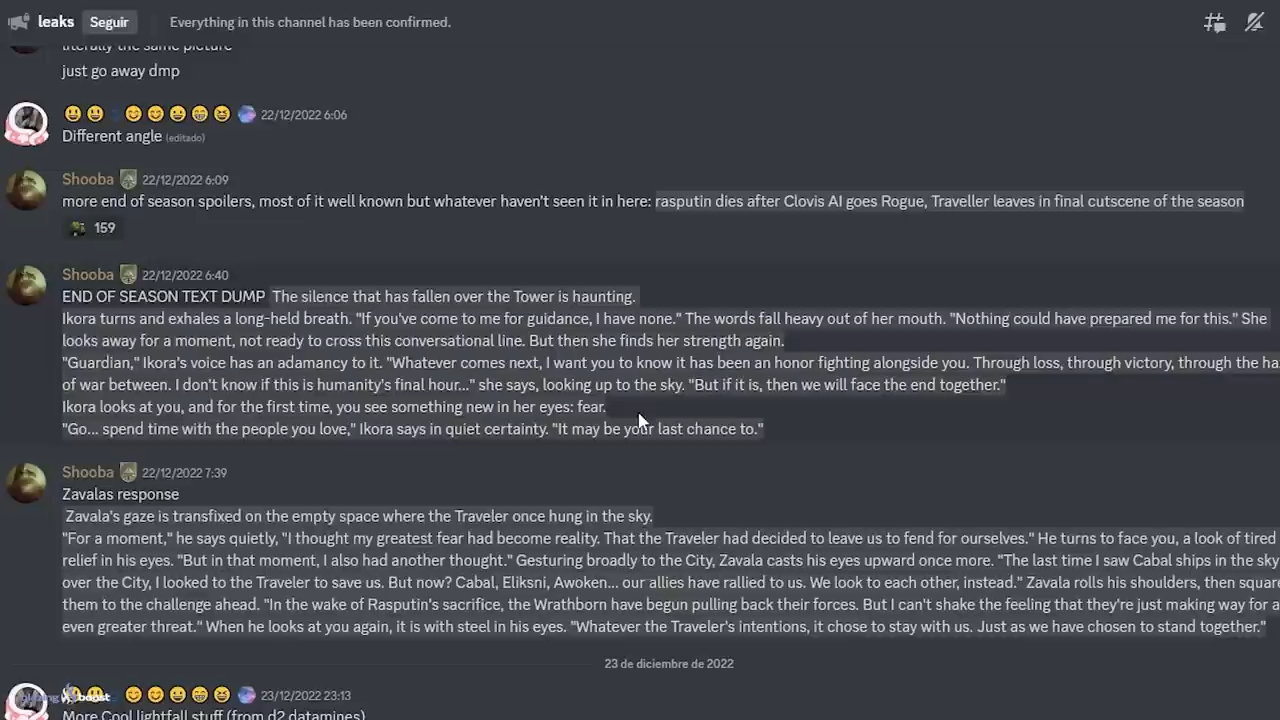 leaks Seguir Everything in this channel has been confirmed.
literally the same picture
just go away dmp
22/12/2022 6:06
Different angle (editado)
Shooba 22/12/2022 6:09
more end of season spoilers, most of it well known but whatever haven't seen it in here: rasputin dies after Clovis AI goes Rogue, Traveller leaves in final cutscene of the season
159
Shooba 22/12/2022 6:40
END OF SEASON TEXT DUMP The silence that has fallen over the Tower is haunting.
Ikora turns and exhales a long-held breath. "If you've come to me for guidance, I have none." The words fall heavy out of her mouth. "Nothing could have prepared me for this." She
looks away for a moment, not ready to cross this conversational line. But then she finds her strength again.
"Guardian," Ikora's voice has an adamancy to it. "Whatever comes next, I want you to know it has been an honor fighting alongside you. Through loss, through victory, through the ha
of war between. I don't know if this is humanity's final hour..." she says, looking up to the sky. "But if it is, then we will face the end together."
Ikora looks at you, and for the first time, you see something new in her eyes: fear.
"Go... spend time with the people you love," Ikora says in quiet certainty. "It may be your last chance to."
Shooba 22/12/2022 7:39
Zavalas response
Zavala's gaze is transfixed on the empty space where the Traveler once hung in the sky.
"For a moment," he says quietly, "I thought my greatest fear had become reality. That the Traveler had decided to leave us to fend for ourselves." He turns to face you, a look of tired
relief in his eyes. "But in that moment, I also had another thought." Gesturing broadly to the City, Zavala casts his eyes upward once more. "The last time I saw Cabal ships in the sky
over the City, I looked to the Traveler to save us. But now? Cabal, Eliksni, Awoken... our allies have rallied to us. We look to each other, instead." Zavala rolls his shoulders, then square
them to the challenge ahead. "In the wake of Rasputin's sacrifice, the Wrathborn have begun pulling back their forces. But I can't shake the feeling that they're just making way for a
even greater threat." When he looks at you again, it is with steel in his eyes. "Whatever the Traveler's intentions, it chose to stay with us. Just as we have chosen to stand together."
23 de diciembre de 2022
23/12/2022 23:13
More Cool lightfall stuff (from d2 datamines)